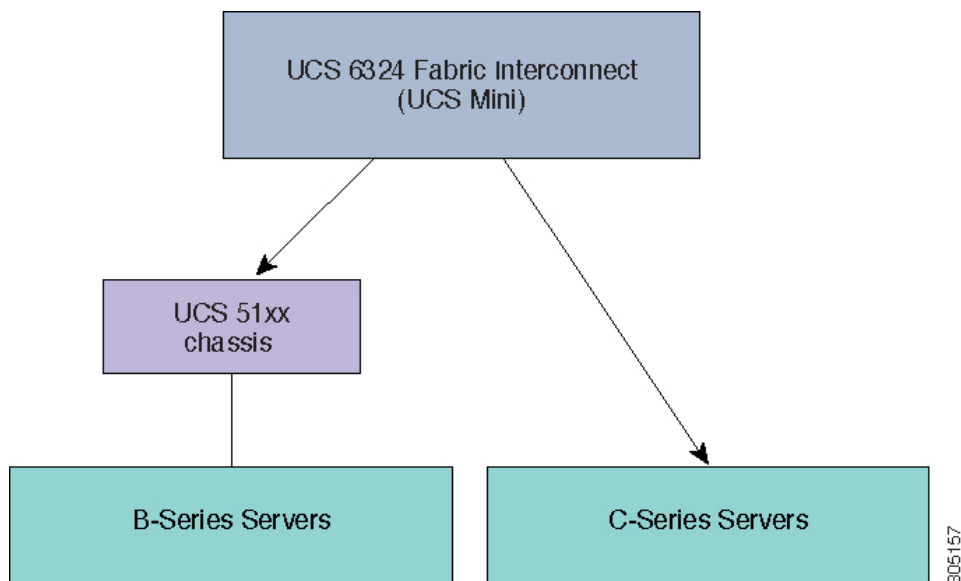 UCS 6324 Fabric Interconnect
(UCS Mini)
UCS 51xx
chassis
B-Series Servers
C-Series Servers
305157